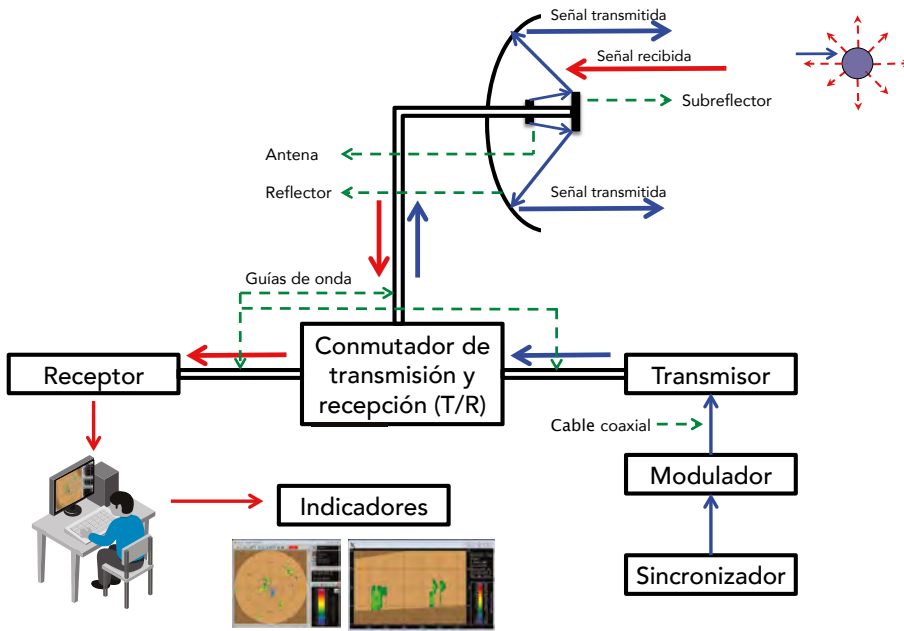 Señal transmitida
Señal recibida
Subreflector
Antena
Reflector
Señal transmitida
Guías de onda
Receptor
Conmutador de
transmisión y
recepción (T/R)
Transmisor
Cable coaxial
Modulador
Indicadores
Sincronizador